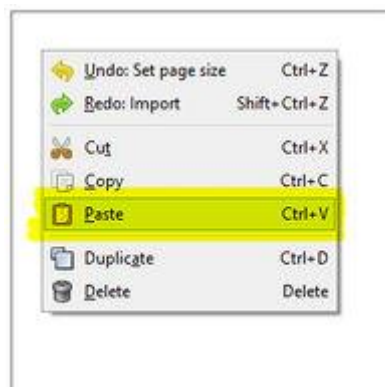 Undo: Set page size Ctrl+Z
Redo: Import Shift+Ctrl+Z
Cut Ctrl+X
Copy Ctrl+C
Paste Ctrl+V
Duplicate Ctrl+D
Delete Delete